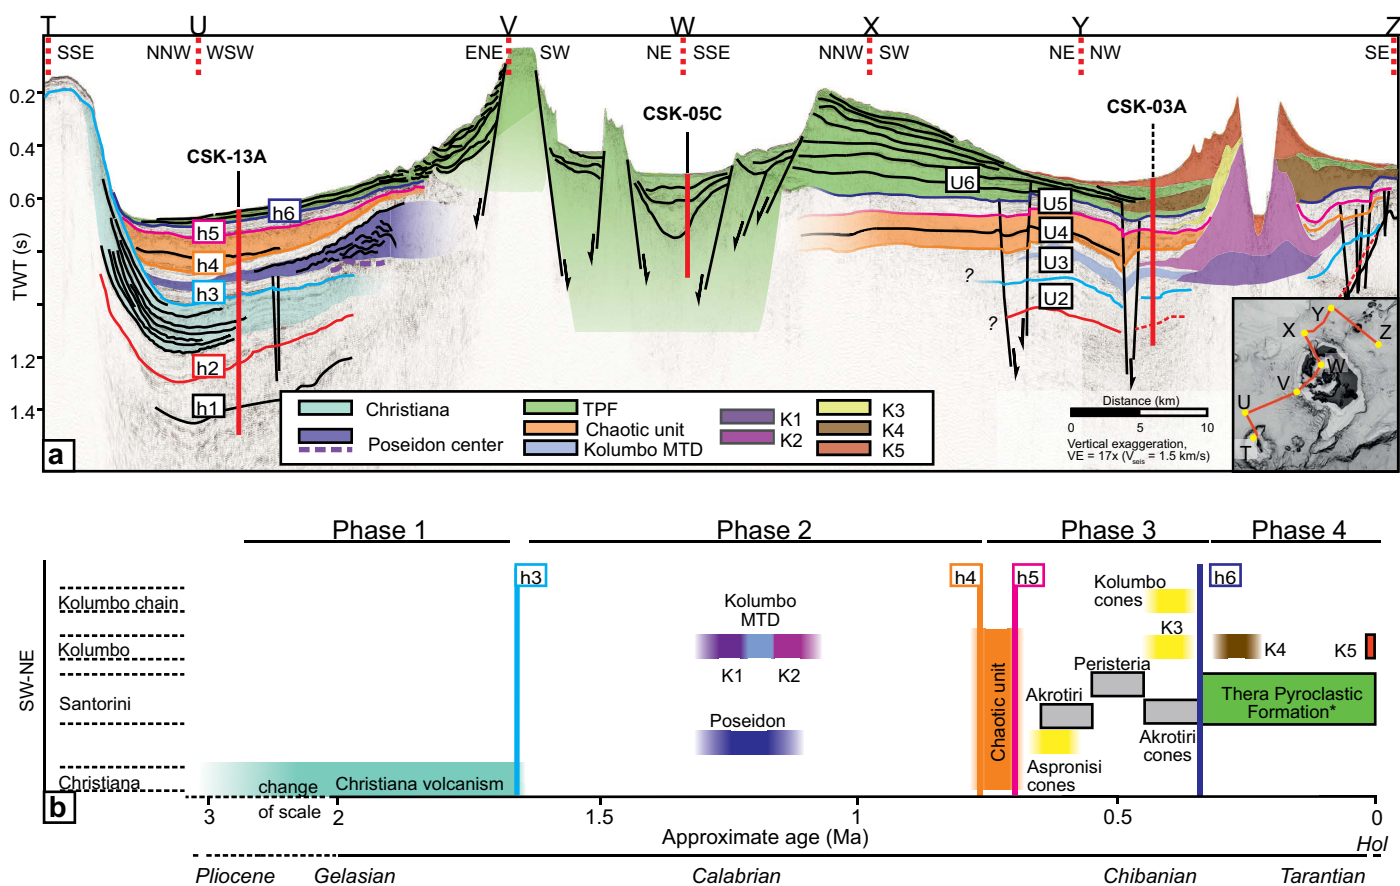 T U V W X Y Z
SSE NNW WSW ENE SW NE SSE NNW SW NE NW SE
0.2
0.4
0.6
1.2
1.4
TWT (s)
CSK-13A
CSK-05C
CSK-03A
h6
h5
h4
h3
h2
h1
U6
U5
U4
U3
U2
?
?
Christiana
Poseidon center
TPF
Chaotic unit
Kolumbo MTD
K1
K2
K3
K4
K5
Distance (km)
0 5 10
Vertical exaggeration,
VE = 17x (Vseis = 1.5 km/s)
Y
X
Z
W
V
U
T
a
Phase 1 Phase 2 Phase 3 Phase 4
h3 h4 h5 h6
SW-NE
Kolumbo chain
Kolumbo
Santorini
Christiana
Kolumbo
MTD
K1 K2
Poseidon
Chaotic unit
Kolumbo
cones
K3
K4
K5
Peristeria
Akrotiri
Akrotiri
cones
Aspronisi
cones
Thera Pyroclastic
Formation*
change
of scale
Christiana volcanism
b
3 2 1.5 1 0.5 0
Approximate age (Ma)
Hol
Pliocene Gelasian Calabrian Chibanian Tarantian